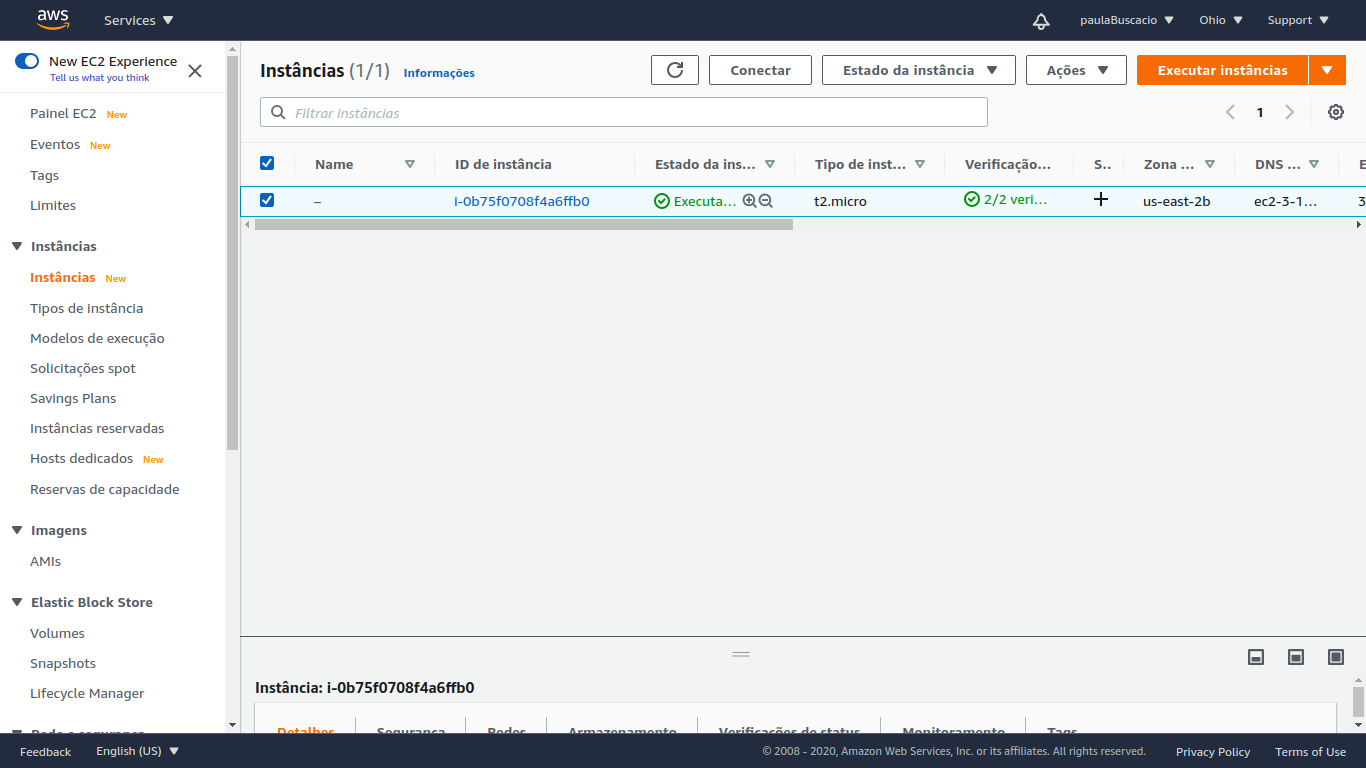 aws Services paulaBuscacio Ohio Support
New EC2 Experience
Tell us what you think
Painel EC2 New
Eventos New
Tags
Limites
Instâncias
Instâncias New
Tipos de instância
Modelos de execução
Solicitações spot
Savings Plans
Instâncias reservadas
Hosts dedicados New
Reservas de capacidade
Imagens
AMIs
Elastic Block Store
Volumes
Snapshots
Lifecycle Manager
Rede e segurança
Instâncias (1/1) Informações Conectar Estado da instância Ações Executar instâncias
Filtrar instâncias 1
Name ID de instância Estado da ins... Tipo de inst... Verificação... S.. Zona ... DNS ... E
– i-0b75f0708f4a6ffb0 Executa... t2.micro 2/2 veri... us-east-2b ec2-3-1... 3
Instância: i-0b75f0708f4a6ffb0
Detalhes Segurança Redes Armazenamento Verificações de status Monitoramento Tags
Feedback English (US) © 2008 - 2020, Amazon Web Services, Inc. or its affiliates. All rights reserved. Privacy Policy Terms of Use